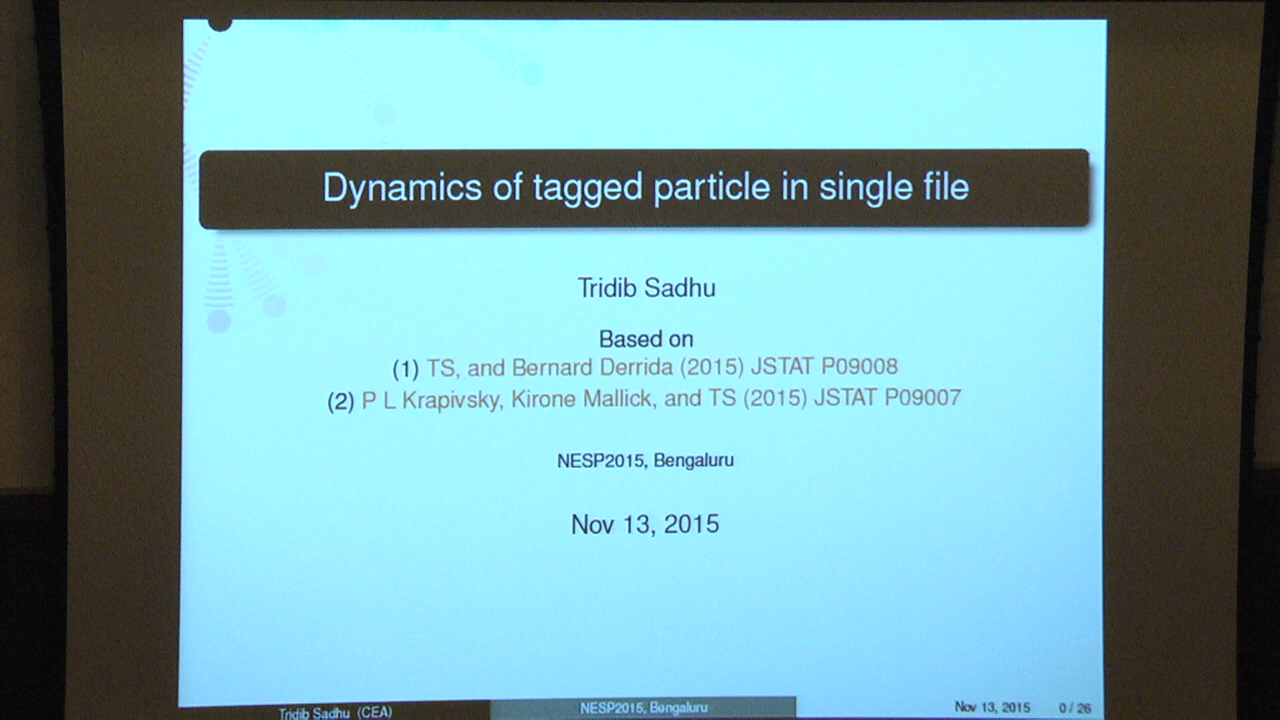 Dynamics of tagged particle in single file
Tridib Sadhu
Based on
(1) TS, and Bernard Derrida (2015) JSTAT P09008
(2) P L Krapivsky, Kirone Mallick, and TS (2015) JSTAT P09007
NESP2015, Bengaluru
Nov 13, 2015
Tridib Sadhu (CEA) NESP2015, Bengaluru Nov 13, 2015 0 / 26